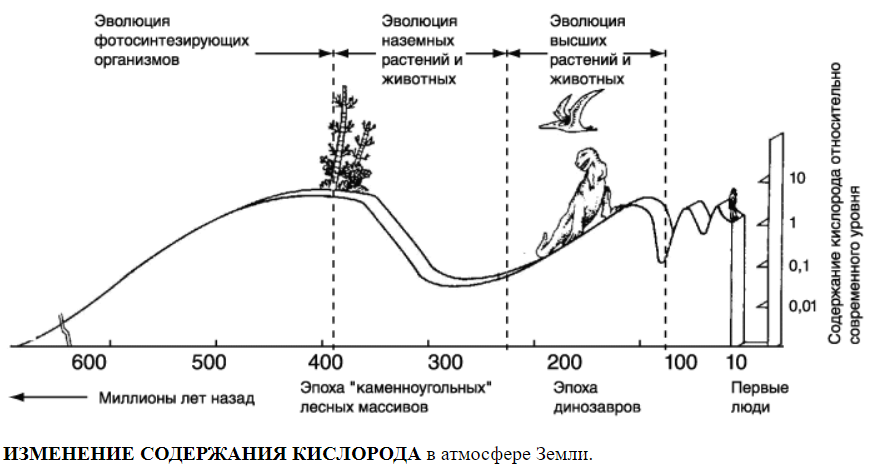 Эволюция
фотосинтезирующих
организмов
Эволюция
наземных
растений и
животных
Эволюция
высших
растений и
животных
Содержание кислорода относительно
современного уровня
10
1
0,1
0,01
600 500 400 300 200 100 10
Миллионы лет назад
Эпоха "каменноугольных"
лесных массивов
Эпоха
динозавров
Первые
люди
ИЗМЕНЕНИЕ СОДЕРЖАНИЯ КИСЛОРОДА в атмосфере Земли.